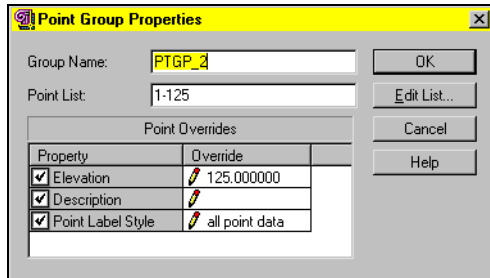 Point Group Properties
Group Name: PTGP_2 OK
Point List: 1-125 Edit List...
Point Overrides Cancel
Property Override Help
Elevation 125.000000
Description
Point Label Style all point data